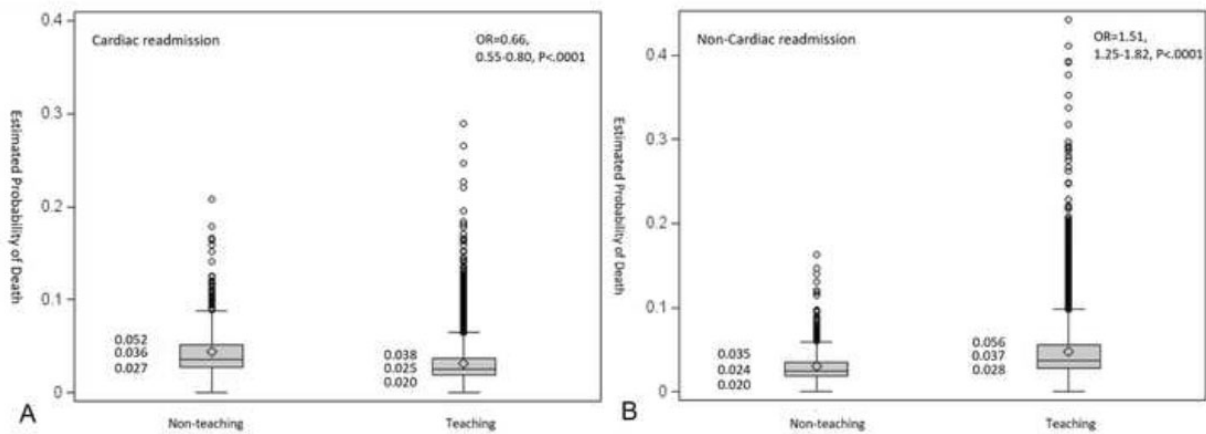 0.4
Cardiac readmission
OR=0.66,
0.55-0.80, P<.0001
0.3
Estimated Probability of Death
0.2
0.1
0.052
0.036
0.027
0.038
0.025
0.020
0
A
Non-teaching
Teaching
Non-Cardiac readmission
OR=1.51,
1.25-1.82, P<.0001
0.4
0.3
Estimated Probability of Death
0.2
0.1
0.035
0.024
0.020
0.056
0.037
0.028
0
B
Non-teaching
Teaching